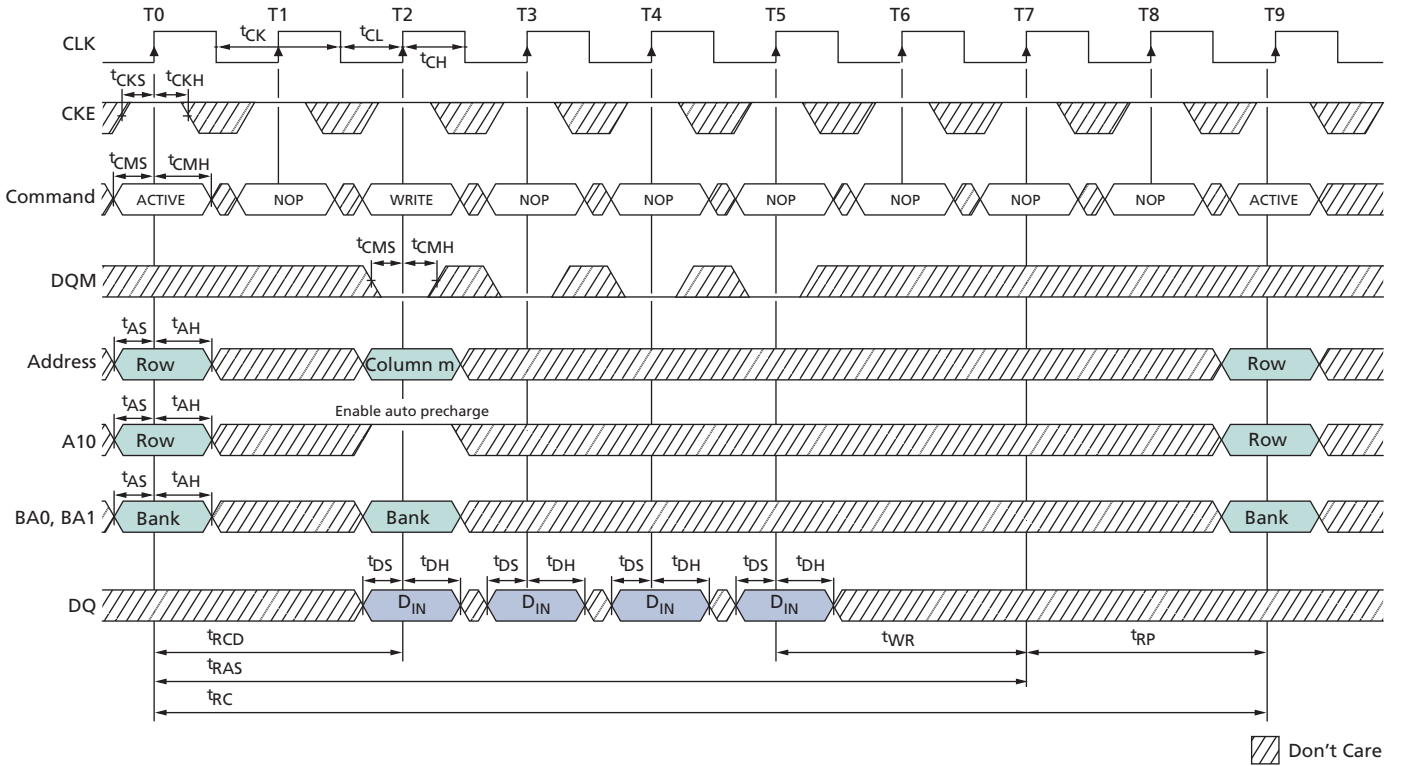 T0 T1 T2 T3 T4 T5 T6 T7 T8 T9
CLK tCK tCL tCH
tCKS tCKH
CKE
tCMS tCMH
Command ACTIVE NOP WRITE NOP NOP NOP NOP NOP NOP ACTIVE
tCMS tCMH
DQM
tAS tAH
Address Row Column m Row
tAS tAH Enable auto precharge
A10 Row Row
tAS tAH
BA0, BA1 Bank Bank Bank
tDS tDH tDS tDH tDS tDH tDS tDH
DQ DIN DIN DIN DIN
tRCD tWR tRP
tRAS
tRC
Don't Care